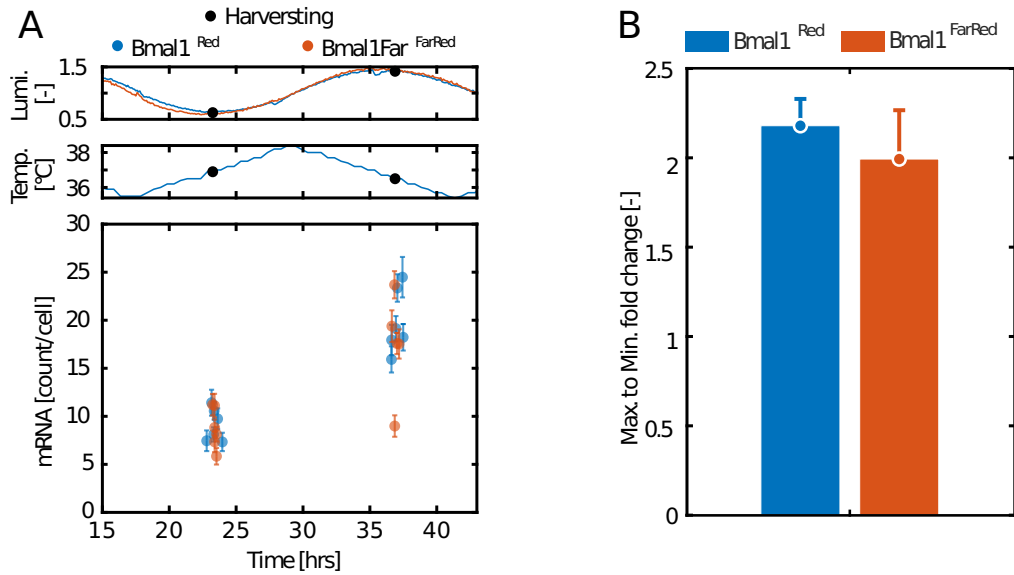 A
Harversting
Bmal1 Red
Bmal1Far FarRed
Lumi.
[-]
1.5
0.5
Temp.
[°C]
38
36
mRNA [count/cell]
30
25
20
15
10
5
0
15 20 25 30 35 40
Time [hrs]
B
Bmal1 Red
Bmal1 FarRed
Max. to Min. fold change [-]
2.5
2
1.5
1
0.5
0